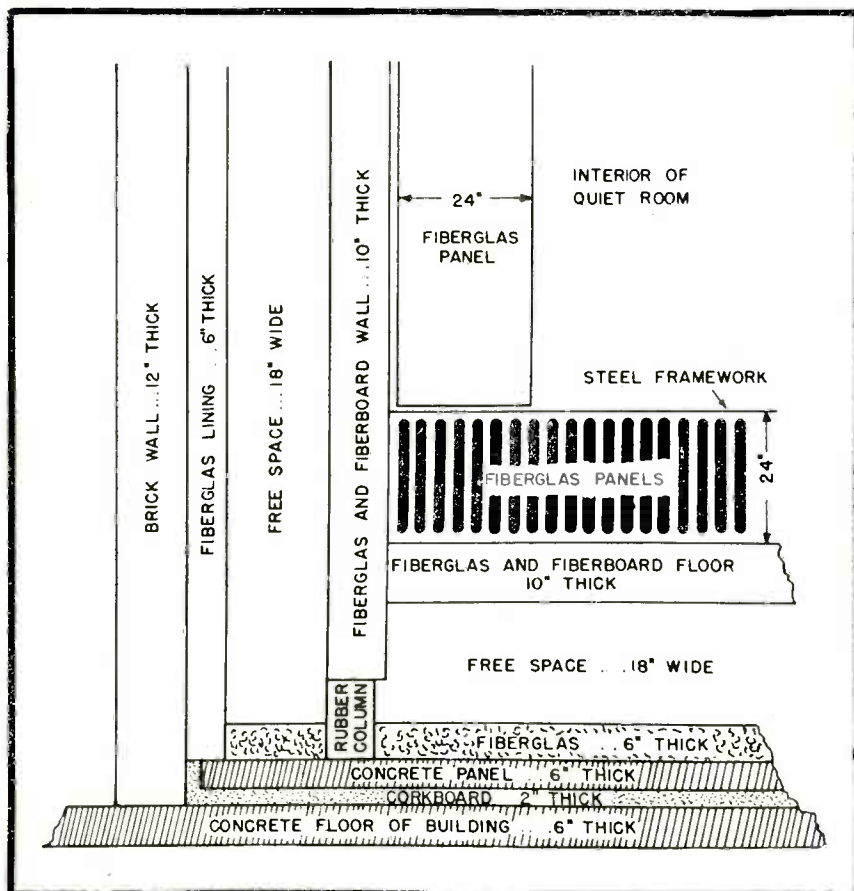 BRICK WALL...12" THICK
FIBERGLAS LINING ...6" THICK
FREE SPACE...18" WIDE
FIBERGLAS AND FIBERBOARD WALL...10" THICK
24"
FIBERGLAS
PANEL
INTERIOR OF
QUIET ROOM
STEEL FRAMEWORK
FIBERGLAS PANELS
24"
FIBERGLAS AND FIBERBOARD FLOOR
10" THICK
FREE SPACE ...18" WIDE
RUBBER
COLUMN
FIBERGLAS ...6" THICK
CONCRETE PANEL ...6" THICK
CORKBOARD 2" THICK
CONCRETE FLOOR OF BUILDING...6" THICK